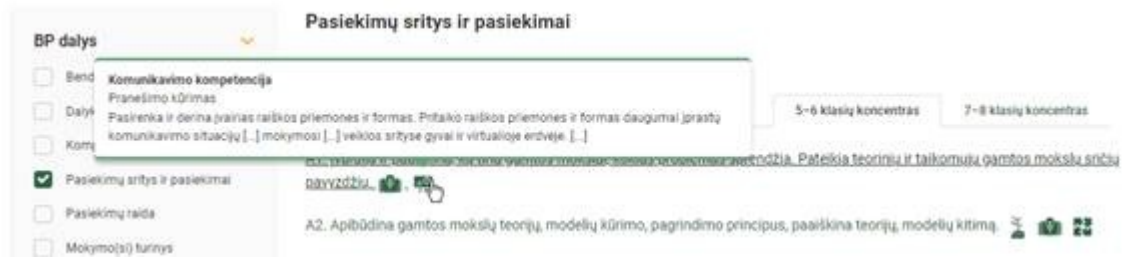 Pasiekimų sritys ir pasiekimai
BP dalys
Bend
Komunikavimo kompetencija
Pranešimo kūrimas
Pasirenka ir derina įvairias raiškos priemones ir formas. Pritaiko raiškos priemones ir formas daugumai įprastų
komunikavimo situacijų [...] mokymosi [...] veiklos srityse gyvai ir virtualioje erdvėje. [...]
5–6 klasių koncentras
7–8 klasių koncentras
Daly
Komp
Pateikia teorinių ir taikomųjų gamtos mokslų sričių
pavyzdžių.
Pasiekimų sritys ir pasiekimai
Pasiekimų raida
A2. Apibūdina gamtos mokslų teorijų, modelių kūrimo, pagrindimo principus, paaiškina teorijų, modelių kitimą.
Mokymo(si) turinys